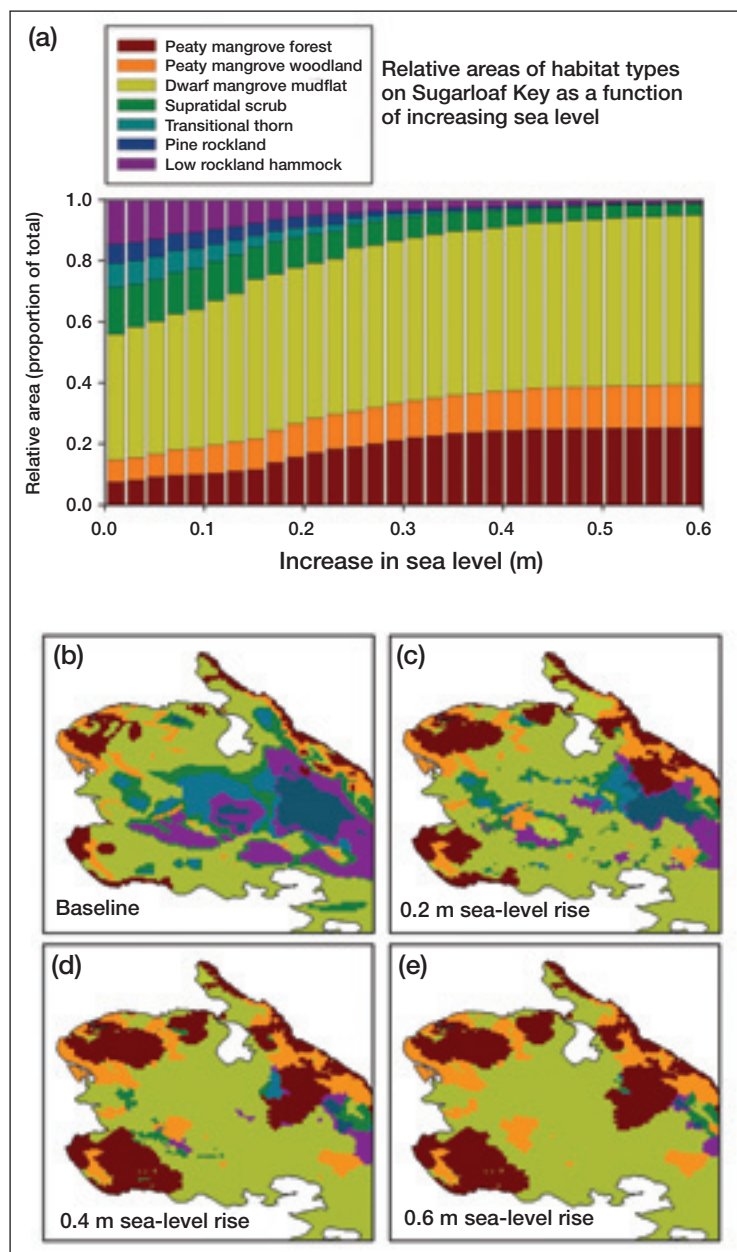 (a)
Peaty mangrove forest
Peaty mangrove woodland
Dwarf mangrove mudflat
Supratidal scrub
Transitional thorn
Pine rockland
Low rockland hammock
Relative areas of habitat types
on Sugarloaf Key as a function
of increasing sea level
Relative area (proportion of total)
1.0
0.8
0.6
0.4
0.2
0.0
0.0 0.1 0.2 0.3 0.4 0.5 0.6
Increase in sea level (m)
(b)
Baseline
(c)
0.2 m sea-level rise
(d)
0.4 m sea-level rise
(e)
0.6 m sea-level rise